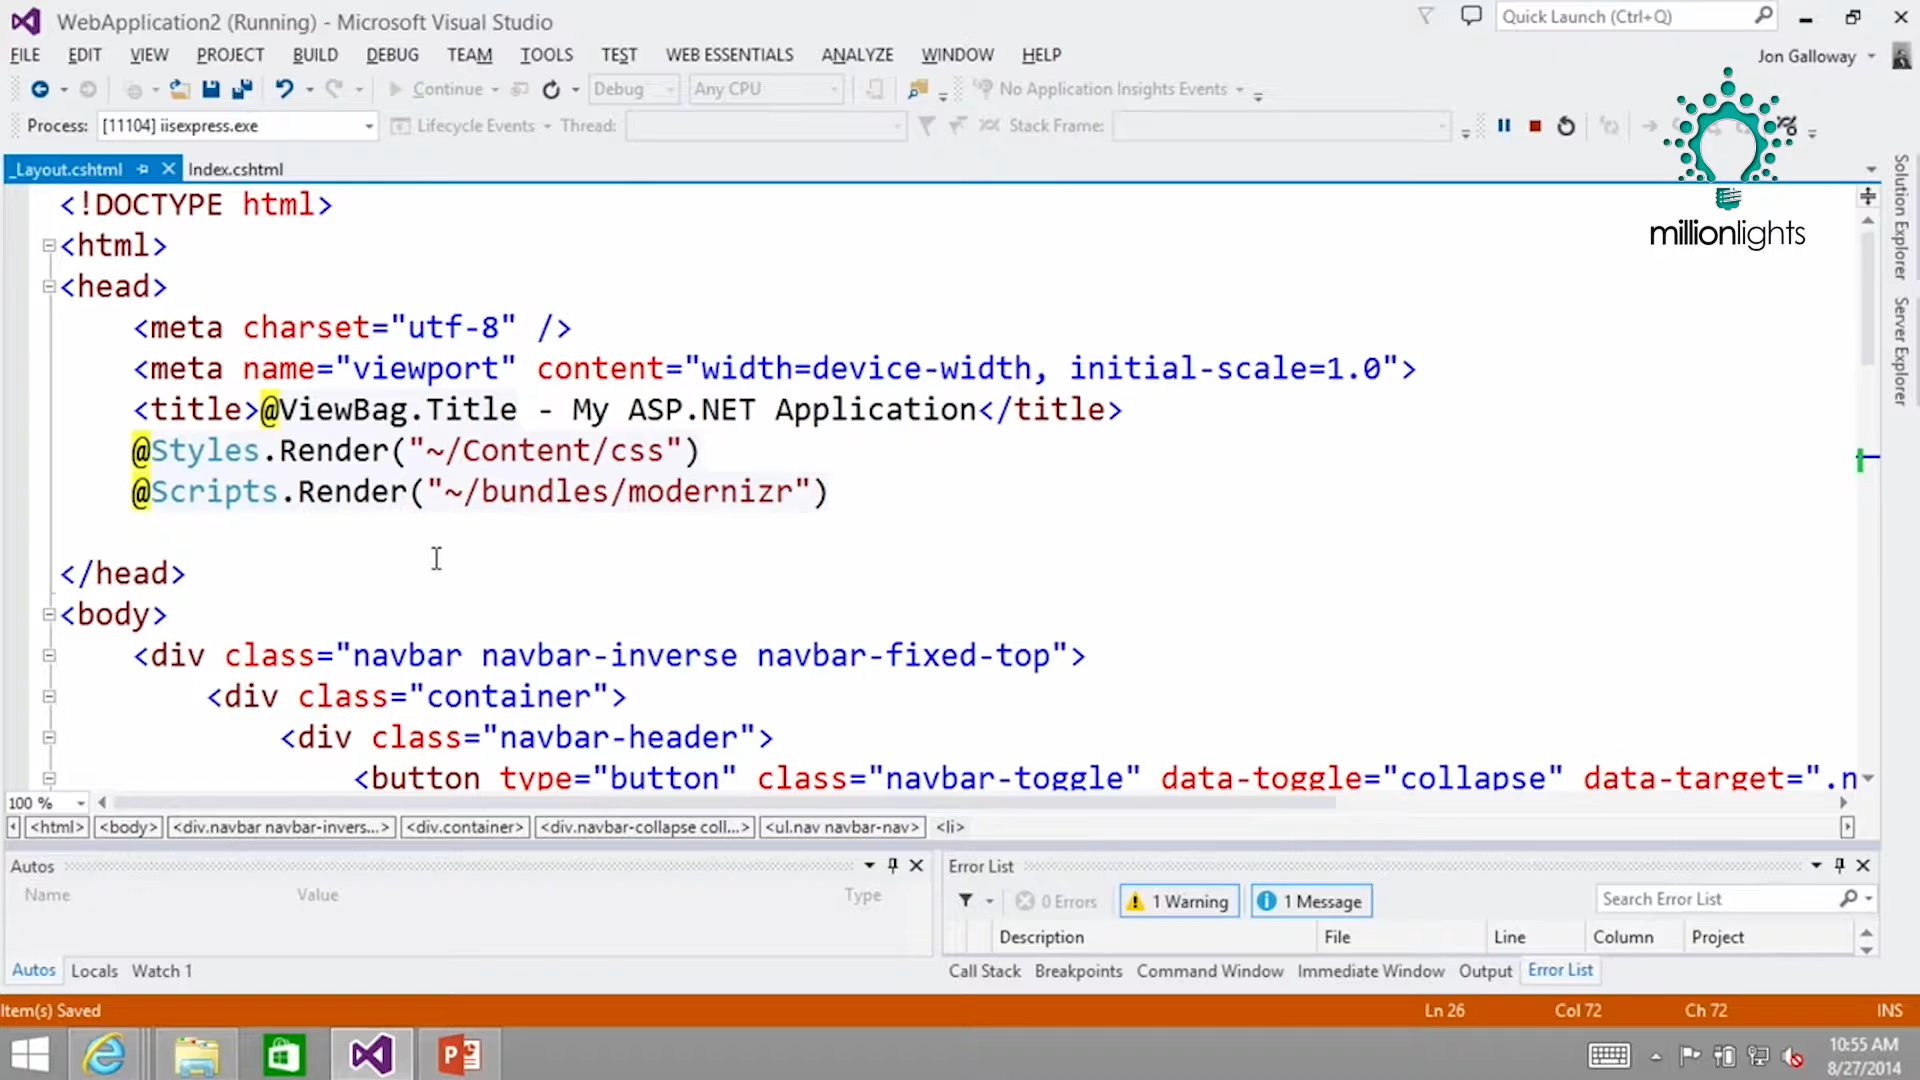 WebApplication2 (Running) - Microsoft Visual Studio
Quick Launch (Ctrl+Q)
FILE EDIT VIEW PROJECT BUILD DEBUG TEAM TOOLS TEST WEB ESSENTIALS ANALYZE WINDOW HELP
Jon Galloway
Continue Debug Any CPU No Application Insights Events
Process: [11104] iisexpress.exe Lifecycle Events Thread: Stack Frame:
_Layout.cshtml Index.cshtml
millionlights
Solution Explorer
Server Explorer
<!DOCTYPE html>
<html>
<head>
<meta charset="utf-8" />
<meta name="viewport" content="width=device-width, initial-scale=1.0">
<title>@ViewBag.Title - My ASP.NET Application</title>
@Styles.Render("~/Content/css")
@Scripts.Render("~/bundles/modernizr")
</head>
<body>
<div class="navbar navbar-inverse navbar-fixed-top">
<div class="container">
<div class="navbar-header">
<button type="button" class="navbar-toggle" data-toggle="collapse" data-target=".n
100 %
<html> <body> <div.navbar navbar-invers...> <div.container> <div.navbar-collapse coll...> <ul.nav navbar-nav> <li>
Autos
Name Value Type
Error List
0 Errors 1 Warning 1 Message Search Error List
Description File Line Column Project
Autos Locals Watch 1
Call Stack Breakpoints Command Window Immediate Window Output Error List
Item(s) Saved Ln 26 Col 72 Ch 72 INS
10:55 AM
8/27/2014